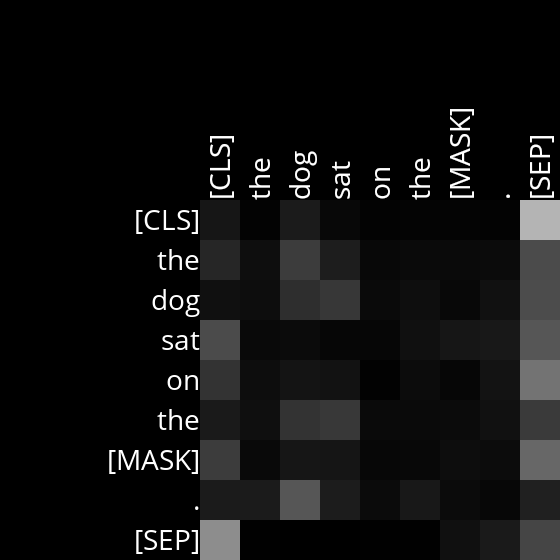 [CLS] the dog sat on the [MASK] . [SEP]
[CLS]
the
dog
sat
on
the
[MASK]
.
[SEP]